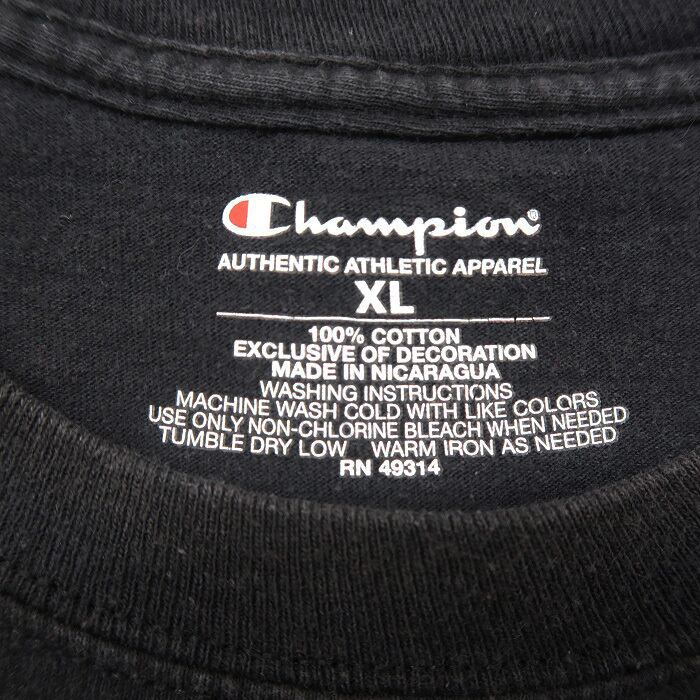 Champion®
AUTHENTIC ATHLETIC APPAREL
XL
100% COTTON
EXCLUSIVE OF DECORATION
MADE IN NICARAGUA
WASHING INSTRUCTIONS
MACHINE WASH COLD WITH LIKE COLORS
USE ONLY NON-CHLORINE BLEACH WHEN NEEDED
TUMBLE DRY LOW WARM IRON AS NEEDED
RN 49314